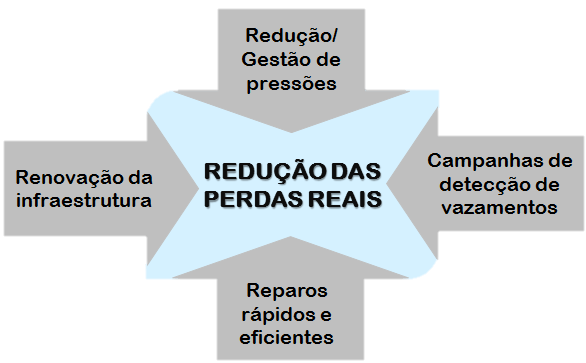 Redução/
Gestão de
pressões
Renovação da
infraestrutura
REDUÇÃO DAS
PERDAS REAIS
Campanhas de
detecção de
vazamentos
Reparos
rápidos e
eficientes